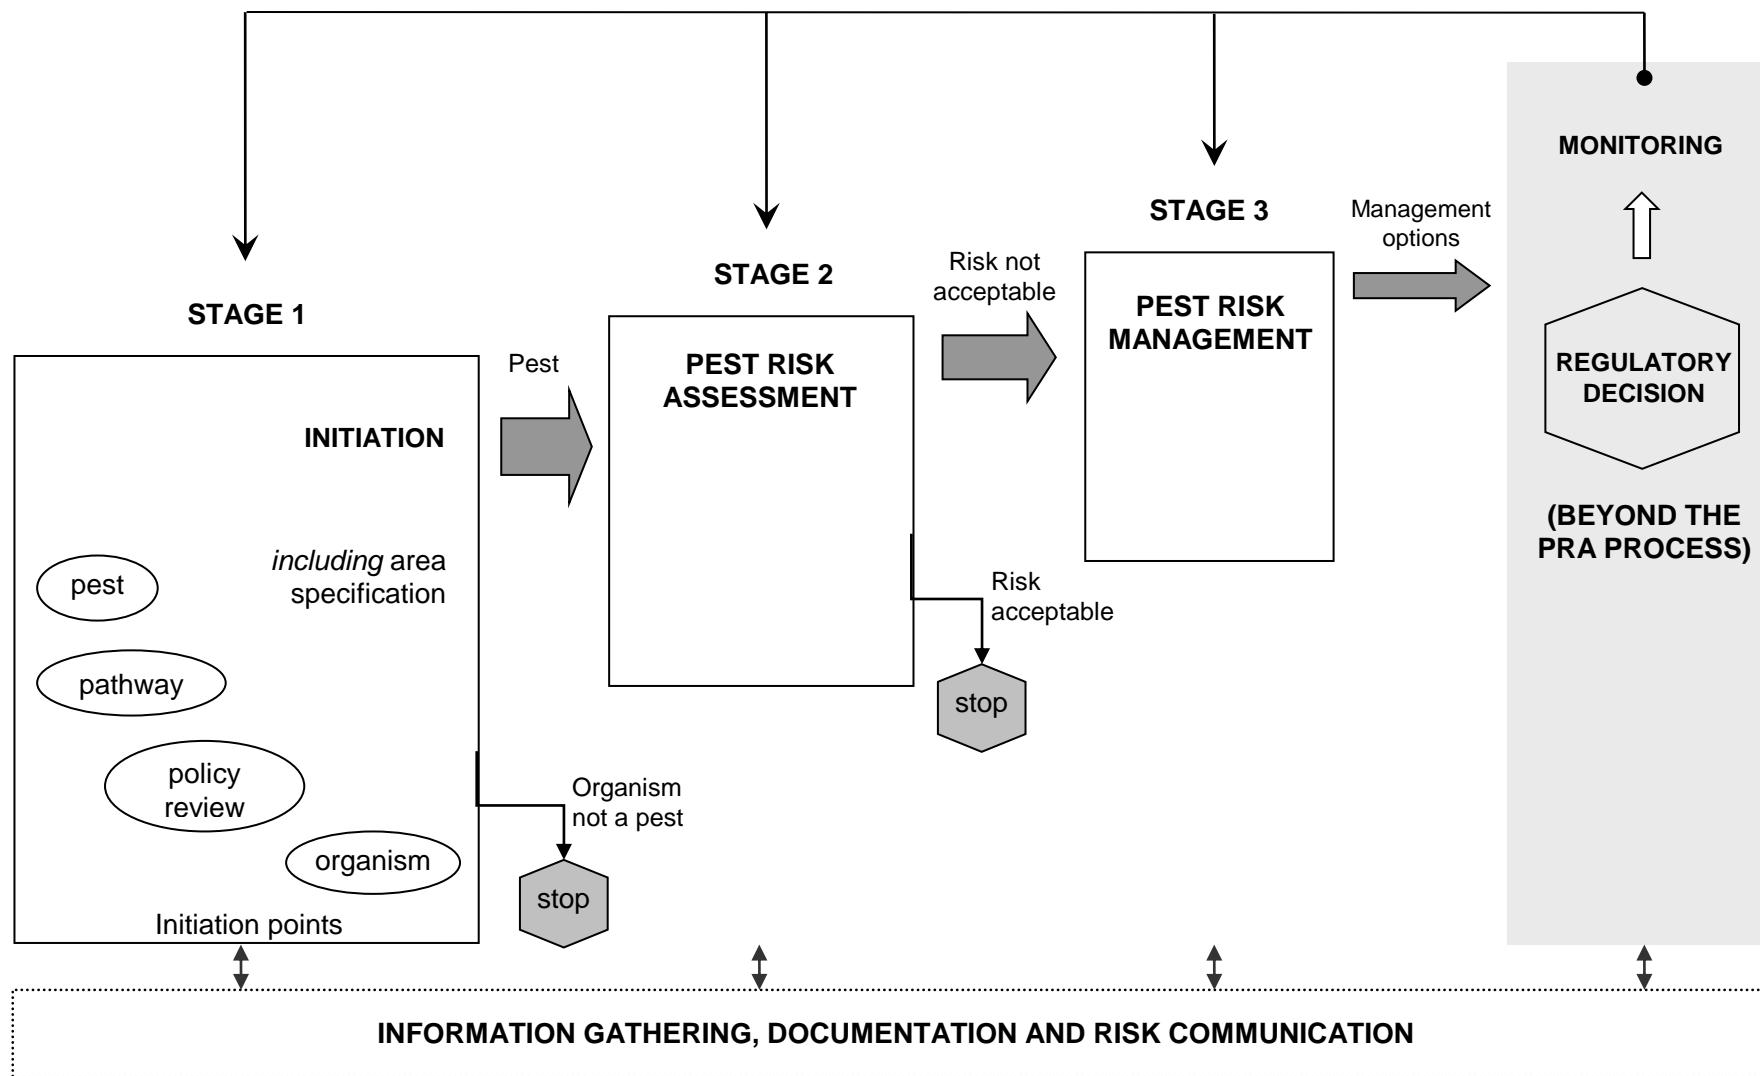 STAGE 1
INITIATION
including area
specification
pest
pathway
policy
review
organism
Initiation points
Pest
Organism
not a pest
stop
STAGE 2
PEST RISK
ASSESSMENT
Risk not
acceptable
Risk
acceptable
stop
STAGE 3
PEST RISK
MANAGEMENT
Management
options
MONITORING
REGULATORY
DECISION
(BEYOND THE
PRA PROCESS)
INFORMATION GATHERING, DOCUMENTATION AND RISK COMMUNICATION